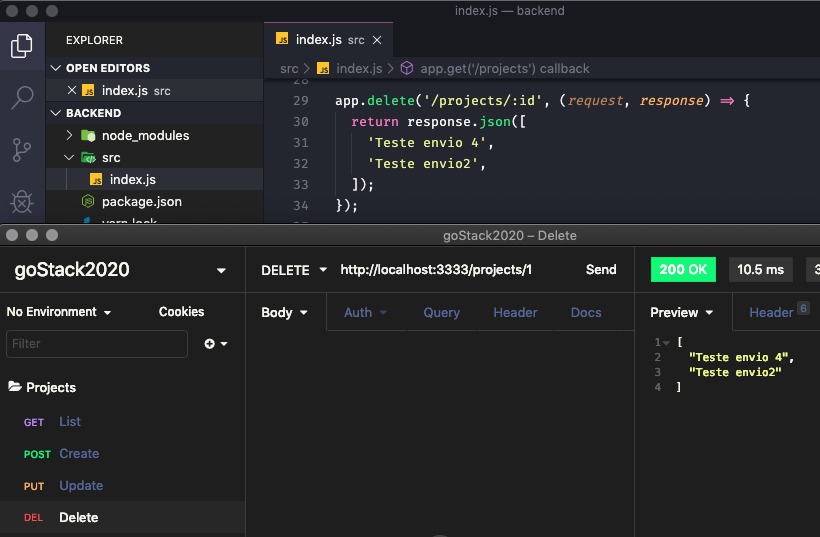 index.js — backend
EXPLORER
index.js src
src > index.js > app.get('/projects') callback
OPEN EDITORS
index.js src
BACKEND
node_modules
src
index.js
package.json
yarn.lock
28
29 app.delete('/projects/:id', (request, response) => {
30 return response.json([
31 'Teste envio 4',
32 'Teste envio2',
33 ]);
34 });
goStack2020 – Delete
goStack2020
DELETE http://localhost:3333/projects/1 Send
200 OK 10.5 ms 3
No Environment Cookies
Body Auth Query Header Docs
Preview Header 6
Filter
Projects
GET List
POST Create
PUT Update
DEL Delete
1 [
2 "Teste envio 4",
3 "Teste envio2"
4 ]